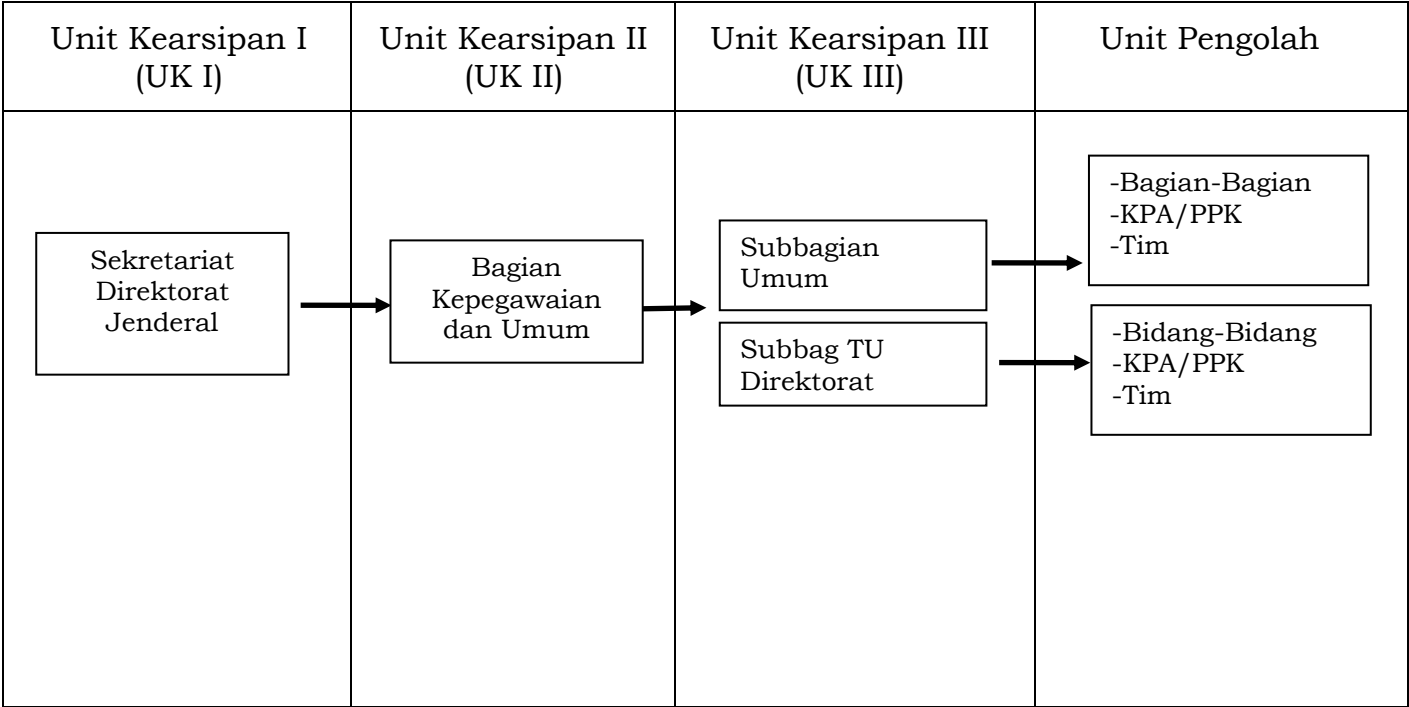 Unit Kearsipan I
(UK I)
Unit Kearsipan II
(UK II)
Unit Kearsipan III
(UK III)
Unit Pengolah
Sekretariat
Direktorat
Jenderal
Bagian
Kepegawaian
dan Umum
Subbagian
Umum
Subbag TU
Direktorat
-Bagian-Bagian
-KPA/PPK
-Tim
-Bidang-Bidang
-KPA/PPK
-Tim